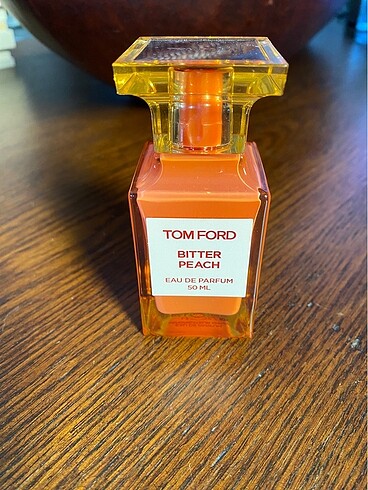 TOM FORD
BITTER
PEACH
EAU DE PARFUM
50 ML